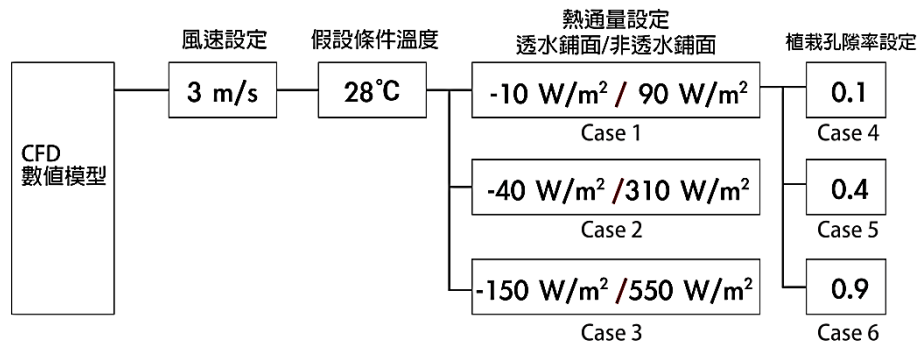 風速設定
假設條件溫度
熱通量設定
透水鋪面/非透水鋪面
植栽孔隙率設定
CFD
數值模型
3 m/s
28°C
-10 W/m² / 90 W/m²
Case 1
0.1
Case 4
-40 W/m² /310 W/m²
Case 2
0.4
Case 5
-150 W/m² /550 W/m²
Case 3
0.9
Case 6